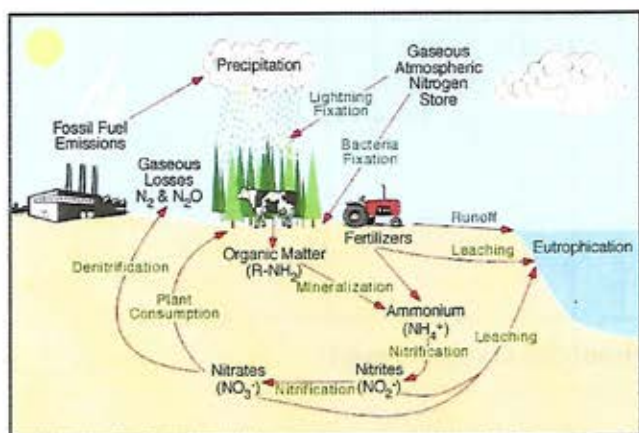 Precipitation
Gaseous
Atmospheric
Nitrogen
Store
Lightning
Fixation
Fossil Fuel
Emissions
Bacteria
Fixation
Gaseous
Losses
N₂ & N₂O
Runoff
Fertilizers
Organic Matter
(R-NH₂)
Leaching
Eutrophication
Denitrification
Mineralization
Plant
Consumption
Ammonium
(NH₄⁺)
Leaching
Nitrification
Nitrates
(NO₃⁻)
Nitrification
Nitrites
(NO₂⁻)